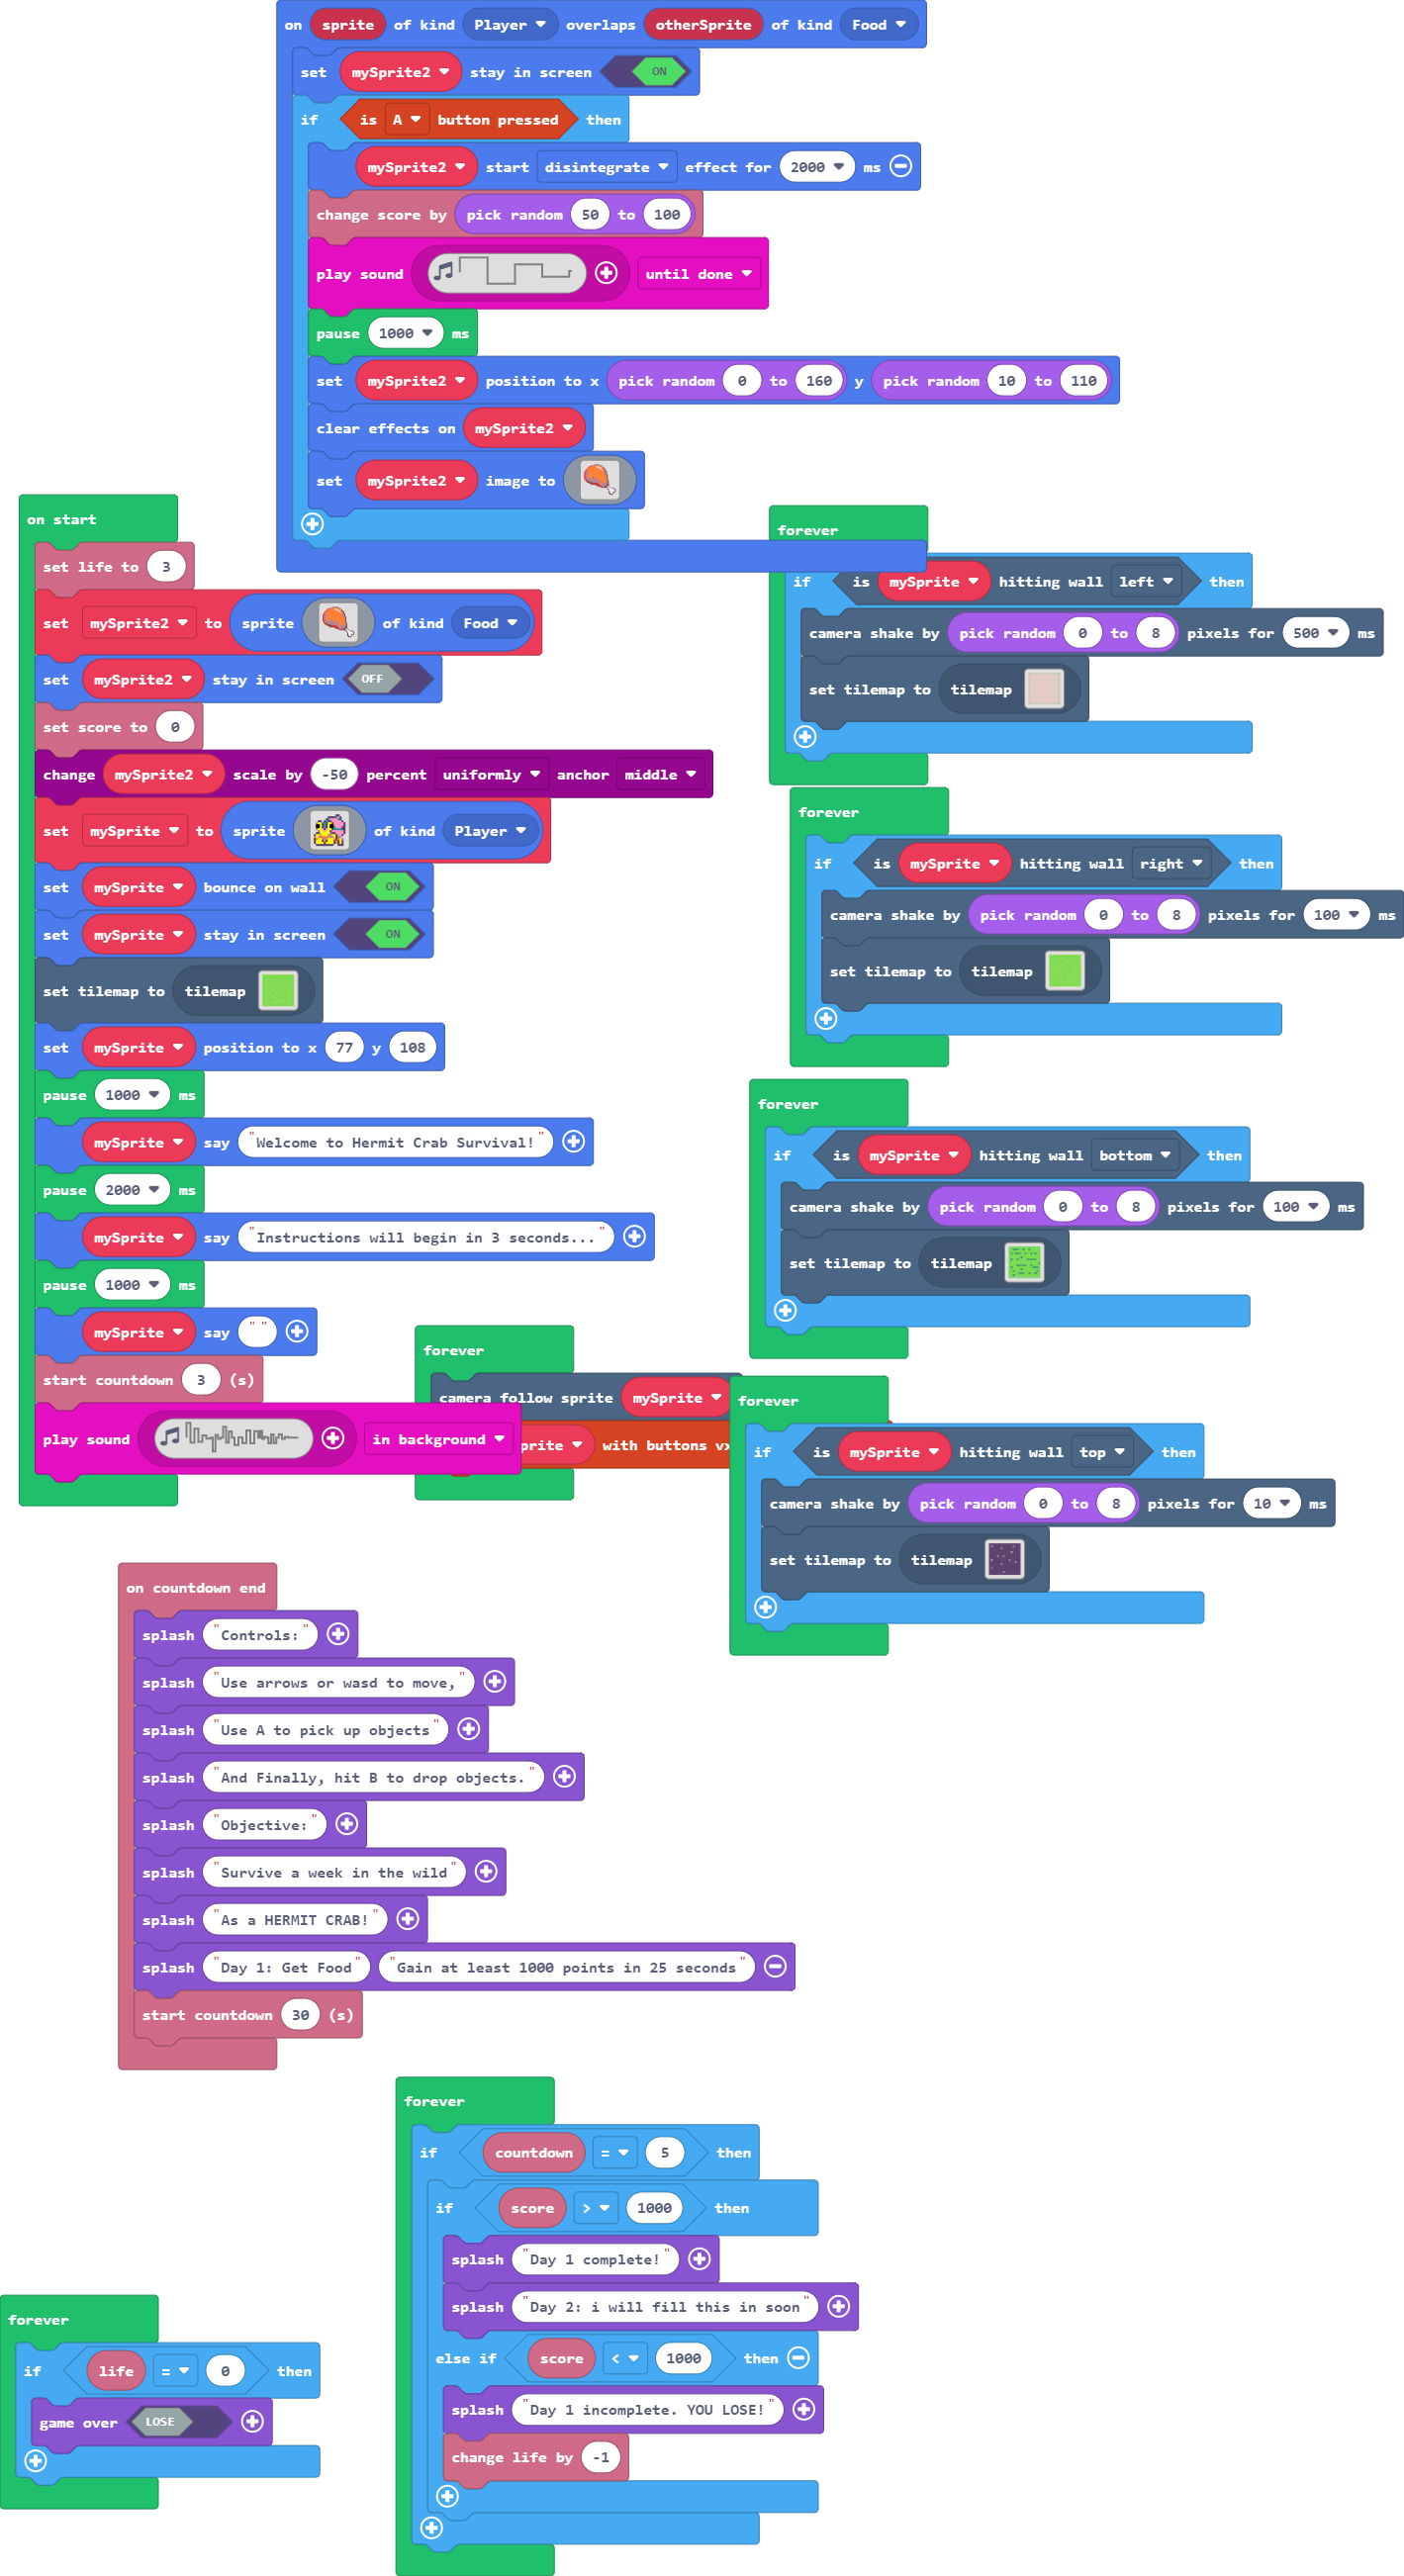 on sprite of kind Player overlaps otherSprite of kind Food
set mySprite2 stay in screen ON
if is A button pressed then
mySprite2 start disintegrate effect for 2000 ms
change score by pick random 50 to 100
play sound until done
pause 1000 ms
set mySprite2 position to x pick random 0 to 160 y pick random 10 to 110
clear effects on mySprite2
set mySprite2 image to
on start
set life to 3
set mySprite2 to sprite of kind Food
set mySprite2 stay in screen OFF
set score to 0
change mySprite2 scale by -50 percent uniformly anchor middle
set mySprite to sprite of kind Player
set mySprite bounce on wall ON
set mySprite stay in screen ON
set tilemap to tilemap
set mySprite position to x 77 y 108
pause 1000 ms
mySprite say "Welcome to Hermit Crab Survival!"
pause 2000 ms
mySprite say "Instructions will begin in 3 seconds..."
pause 1000 ms
mySprite say " "
start countdown 3 (s)
play sound in background
forever
if is mySprite hitting wall left then
camera shake by pick random 0 to 8 pixels for 500 ms
set tilemap to tilemap
forever
if is mySprite hitting wall right then
camera shake by pick random 0 to 8 pixels for 100 ms
set tilemap to tilemap
forever
if is mySprite hitting wall bottom then
camera shake by pick random 0 to 8 pixels for 100 ms
set tilemap to tilemap
forever
camera follow sprite mySprite
prite with buttons vx
forever
if is mySprite hitting wall top then
camera shake by pick random 0 to 8 pixels for 10 ms
set tilemap to tilemap
on countdown end
splash "Controls:"
splash "Use arrows or wasd to move,"
splash "Use A to pick up objects"
splash "And Finally, hit B to drop objects."
splash "Objective:"
splash "Survive a week in the wild"
splash "As a HERMIT CRAB!"
splash "Day 1: Get Food" "Gain at least 1000 points in 25 seconds"
start countdown 30 (s)
forever
if countdown = 5 then
if score > 1000 then
splash "Day 1 complete!"
splash "Day 2: i will fill this in soon"
else if score < 1000 then
splash "Day 1 incomplete. YOU LOSE!"
change life by -1
forever
if life = 0 then
game over LOSE